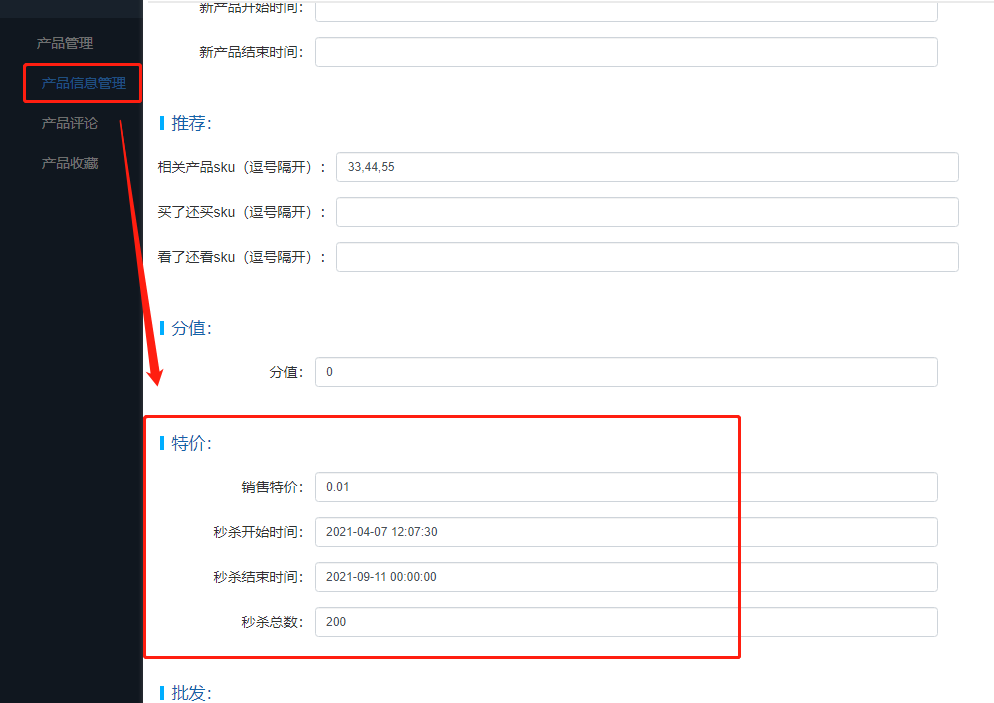 产品管理
产品信息管理
产品评论
产品收藏
新产品开始时间:
新产品结束时间:
推荐:
相关产品sku（逗号隔开）: 33,44,55
买了还买sku（逗号隔开）:
看了还看sku（逗号隔开）:
分值:
分值: 0
特价:
销售特价: 0.01
秒杀开始时间: 2021-04-07 12:07:30
秒杀结束时间: 2021-09-11 00:00:00
秒杀总数: 200
批发: